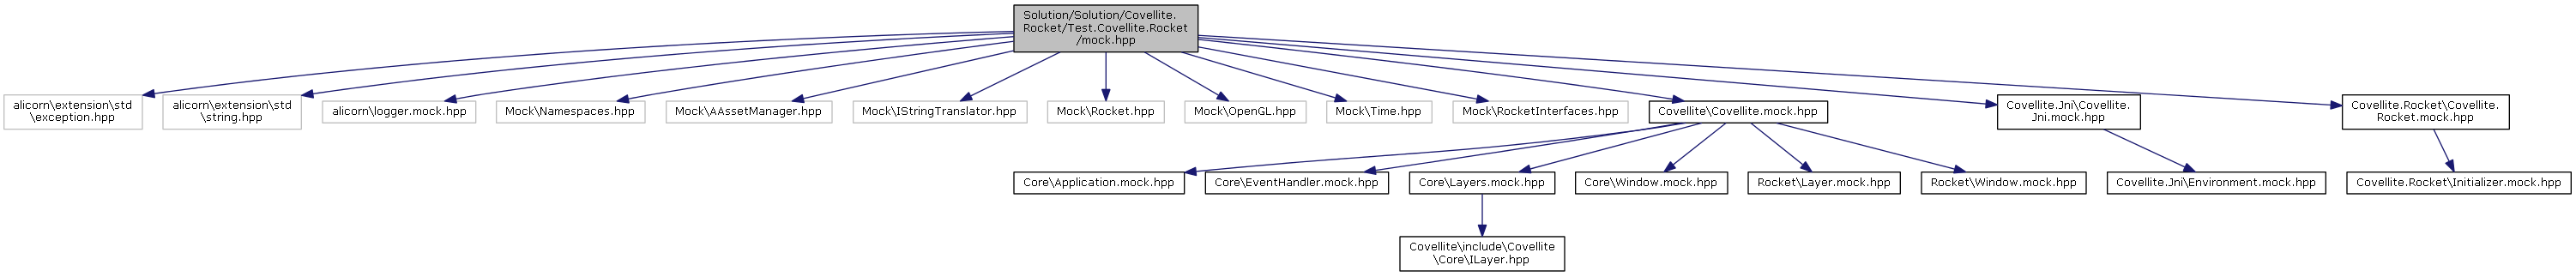 Solution/Solution/Covellite.
Rocket/Test.Covellite.Rocket
/mock.hpp
alicorn\extension\std
\exception.hpp
alicorn\extension\std
\string.hpp
alicorn\logger.mock.hpp
Mock\Namespaces.hpp
Mock\AAssetManager.hpp
Mock\IStringTranslator.hpp
Mock\Rocket.hpp
Mock\OpenGL.hpp
Mock\Time.hpp
Mock\RocketInterfaces.hpp
Covellite\Covellite.mock.hpp
Covellite.Jni\Covellite.
Jni.mock.hpp
Covellite.Rocket\Covellite.
Rocket.mock.hpp
Core\Application.mock.hpp
Core\EventHandler.mock.hpp
Core\Layers.mock.hpp
Core\Window.mock.hpp
Rocket\Layer.mock.hpp
Rocket\Window.mock.hpp
Covellite.Jni\Environment.mock.hpp
Covellite.Rocket\Initializer.mock.hpp
Covellite\include\Covellite
\Core\ILayer.hpp